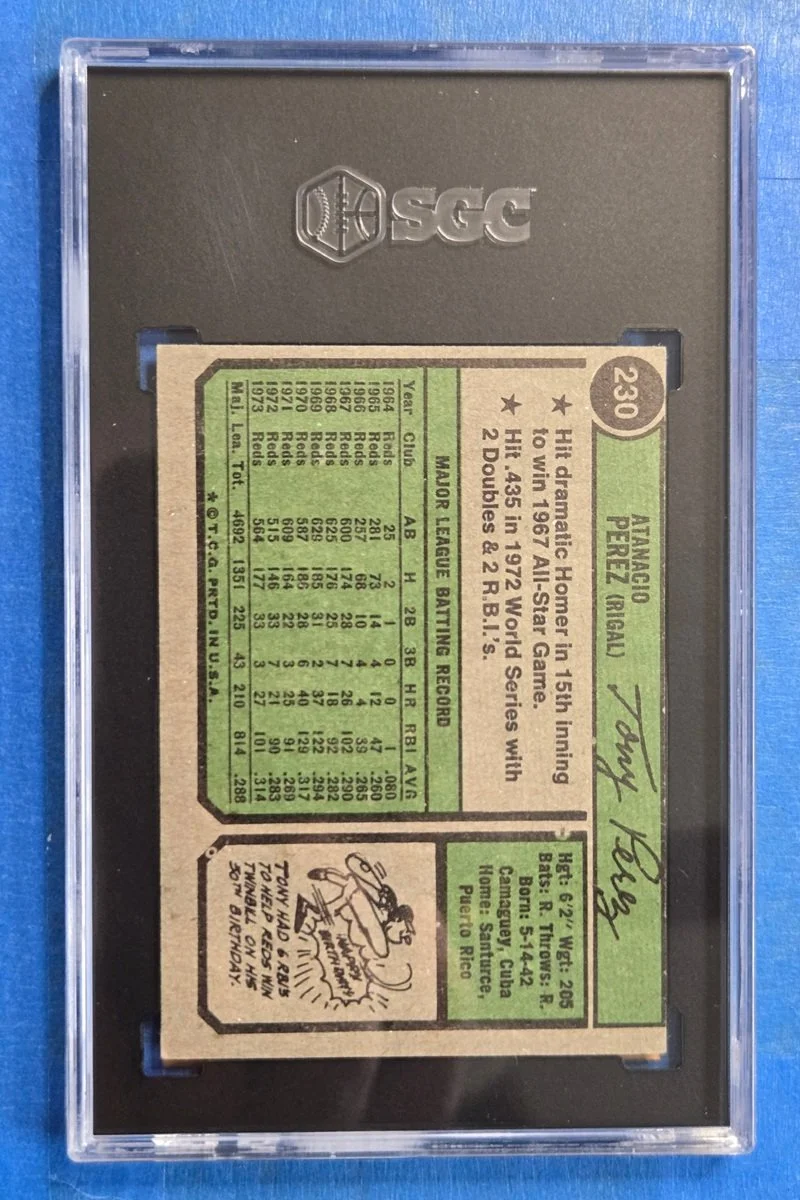 SGC
230
ATANACIO
PEREZ (RIGAL)
Tony Perez
★ Hit dramatic Homer in 15th inning
to win 1967 All-Star Game.
★ Hit .435 in 1972 World Series with
2 Doubles & 2 R.B.I.'s.
MAJOR LEAGUE BATTING RECORD
Year Club AB H 2B 3B HR RBI AVG
1964 Reds 25 2 1 0 0 1 .080
1965 Reds 281 73 14 4 12 47 .260
1966 Reds 257 68 10 4 4 39 .265
1967 Reds 600 174 28 7 26 102 .290
1968 Reds 625 176 25 7 18 92 .282
1969 Reds 629 185 31 2 37 122 .294
1970 Reds 587 186 28 6 40 129 .317
1971 Reds 609 164 22 3 25 91 .269
1972 Reds 515 146 33 7 21 90 .283
1973 Reds 564 177 33 3 27 101 .314
Maj. Lea. Tot. 4692 1351 225 43 210 814 .288
★ © T.C.G. PRTD. IN U.S.A.
Hgt: 6'2" Wgt: 205
Bats: R. Throws: R.
Born: 5-14-42
Camaguey, Cuba
Home: Santurce,
Puerto Rico
HAPPY
BIRTHDAY!
TONY HAD 6 RBI'S
TO HELP REDS WIN
TWINBILL ON HIS
30TH BIRTHDAY.